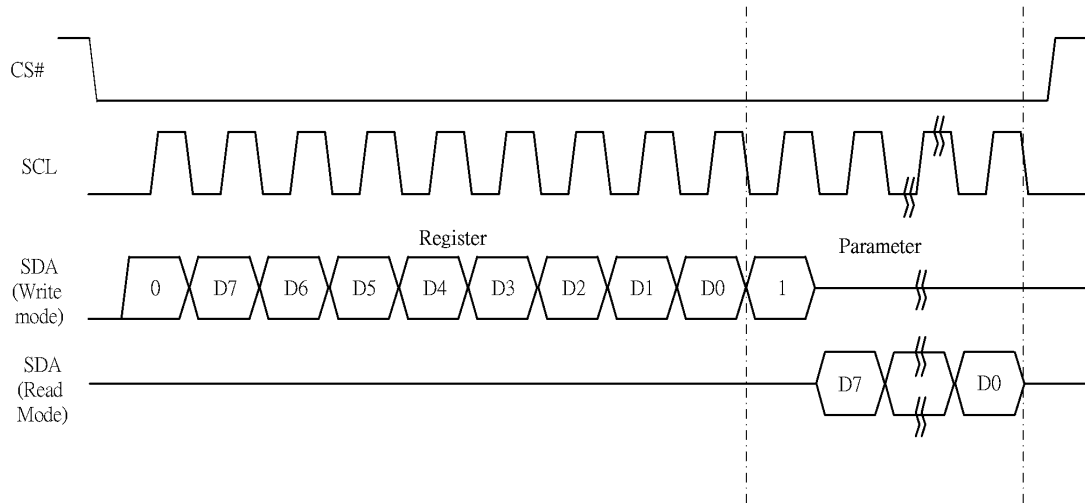 CS#
SCL
Register
Parameter
SDA
(Write
mode)
0 D7 D6 D5 D4 D3 D2 D1 D0 1
SDA
(Read
Mode)
D7 D0